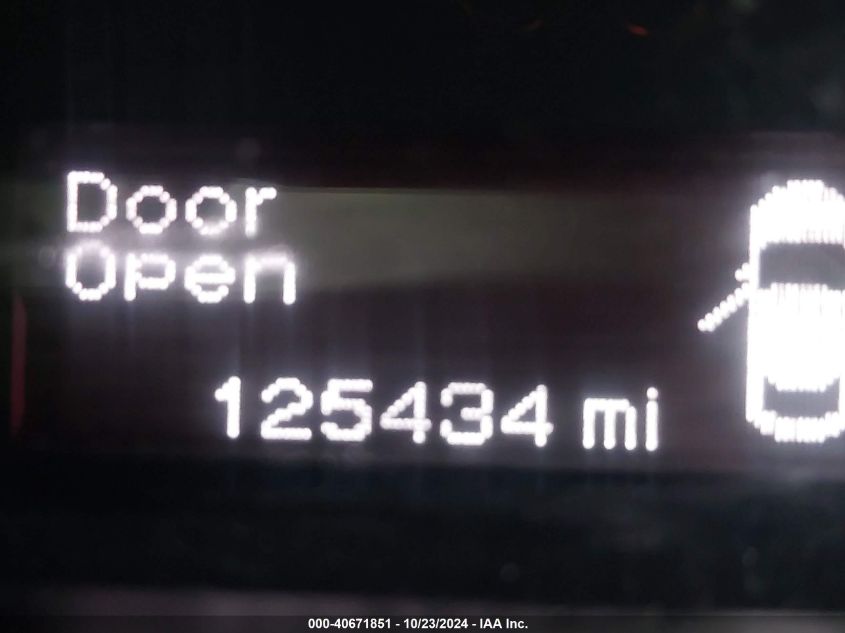 Door
Open
125434 mi
000-40671851 - 10/23/2024 - IAA Inc.